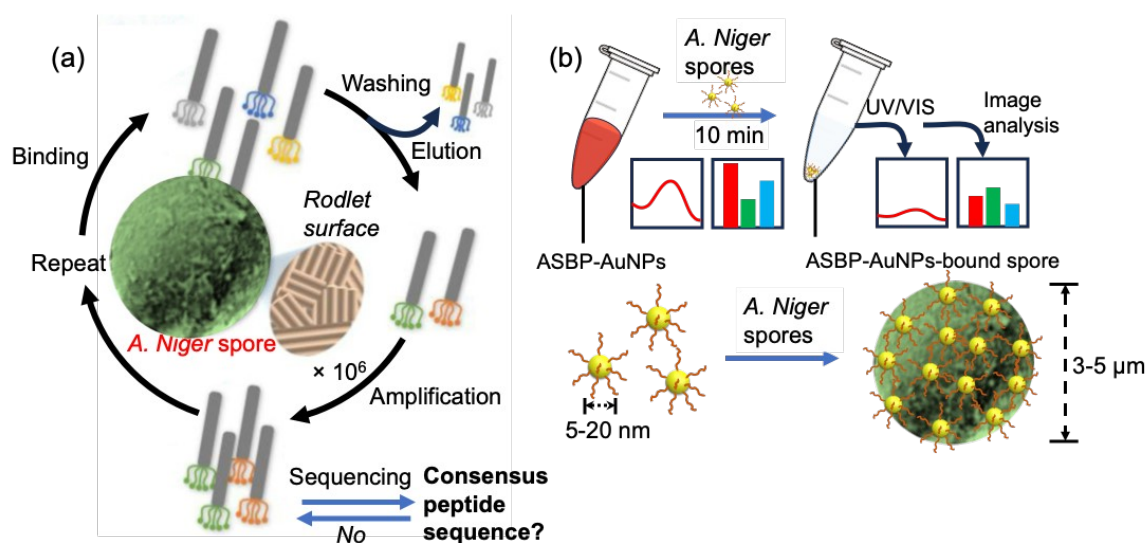 (a)
Washing
Elution
Binding
Rodlet
surface
Repeat
A. Niger spore
× 10⁶
Amplification
Sequencing
No
Consensus
peptide
sequence?
(b)
A. Niger
spores
10 min
UV/VIS
Image
analysis
ASBP-AuNPs
ASBP-AuNPs-bound spore
A. Niger
spores
5-20 nm
3-5 µm